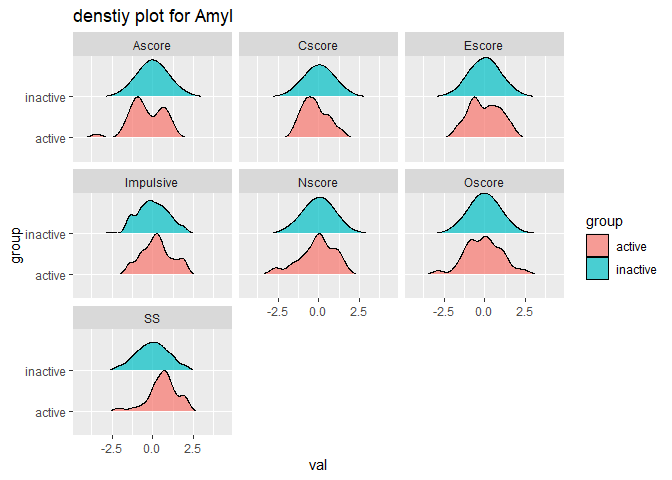 denstiy plot for Amyl
Ascore Cscore Escore
inactive
active
Impulsive Nscore Oscore
inactive
active
SS
inactive
active
-2.5 0.0 2.5 -2.5 0.0 2.5
-2.5 0.0 2.5
val
group
group
active
inactive